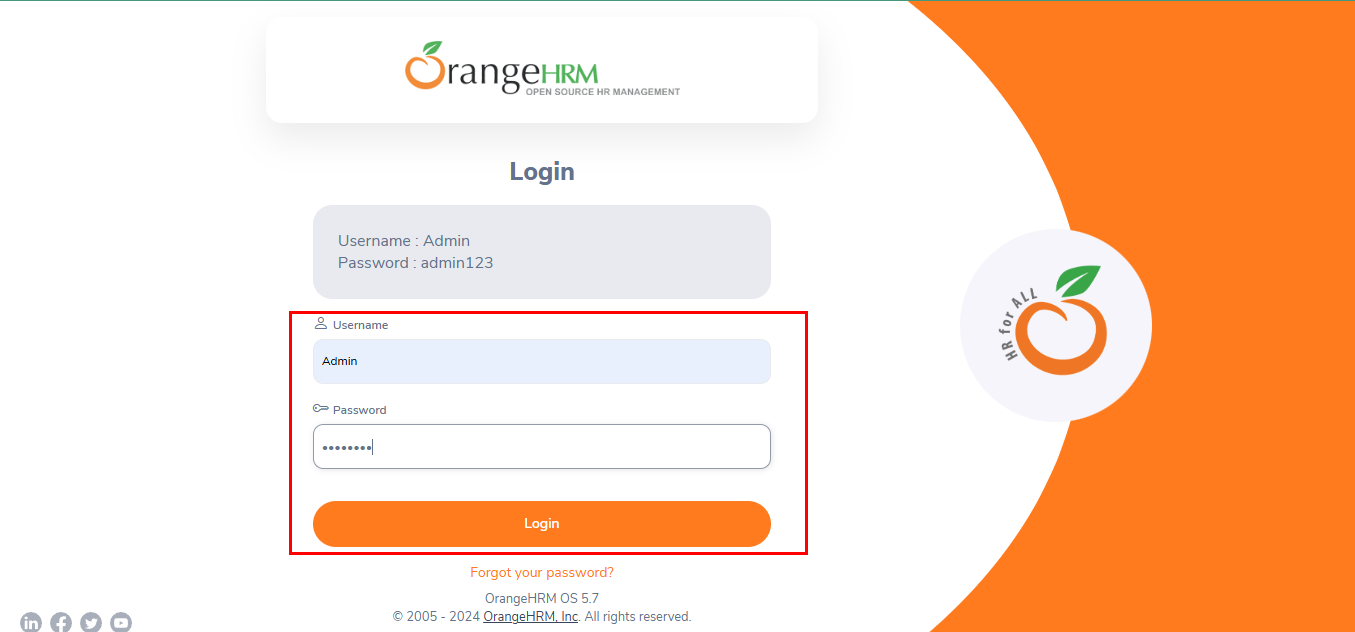 OrangeHRM
OPEN SOURCE HR MANAGEMENT
Login
Username : Admin
Password : admin123
Username
Admin
Password
••••••••
Login
Forgot your password?
OrangeHRM OS 5.7
© 2005 - 2024 OrangeHRM, Inc. All rights reserved.
HR for ALL
in
f